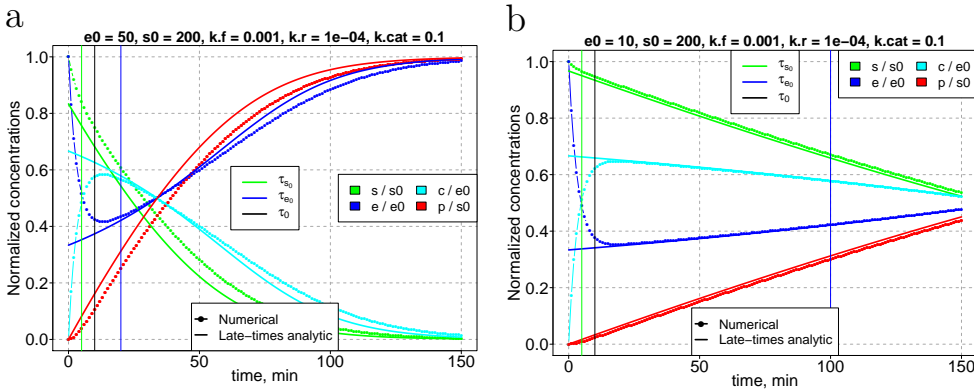 a
e0 = 50, s0 = 200, k.f = 0.001, k.r = 1e−04, k.cat = 0.1
Normalized concentrations
1.0
0.8
0.6
0.4
0.2
0.0
τs0
τe0
τ0
s / s0
e / e0
c / e0
p / s0
Numerical
Late−times analytic
0 50 100 150
time, min
b
e0 = 10, s0 = 200, k.f = 0.001, k.r = 1e−04, k.cat = 0.1
Normalized concentrations
1.0
0.8
0.6
0.4
0.2
0.0
τs0
τe0
τ0
s / s0
e / e0
c / e0
p / s0
Numerical
Late−times analytic
0 50 100 150
time, min